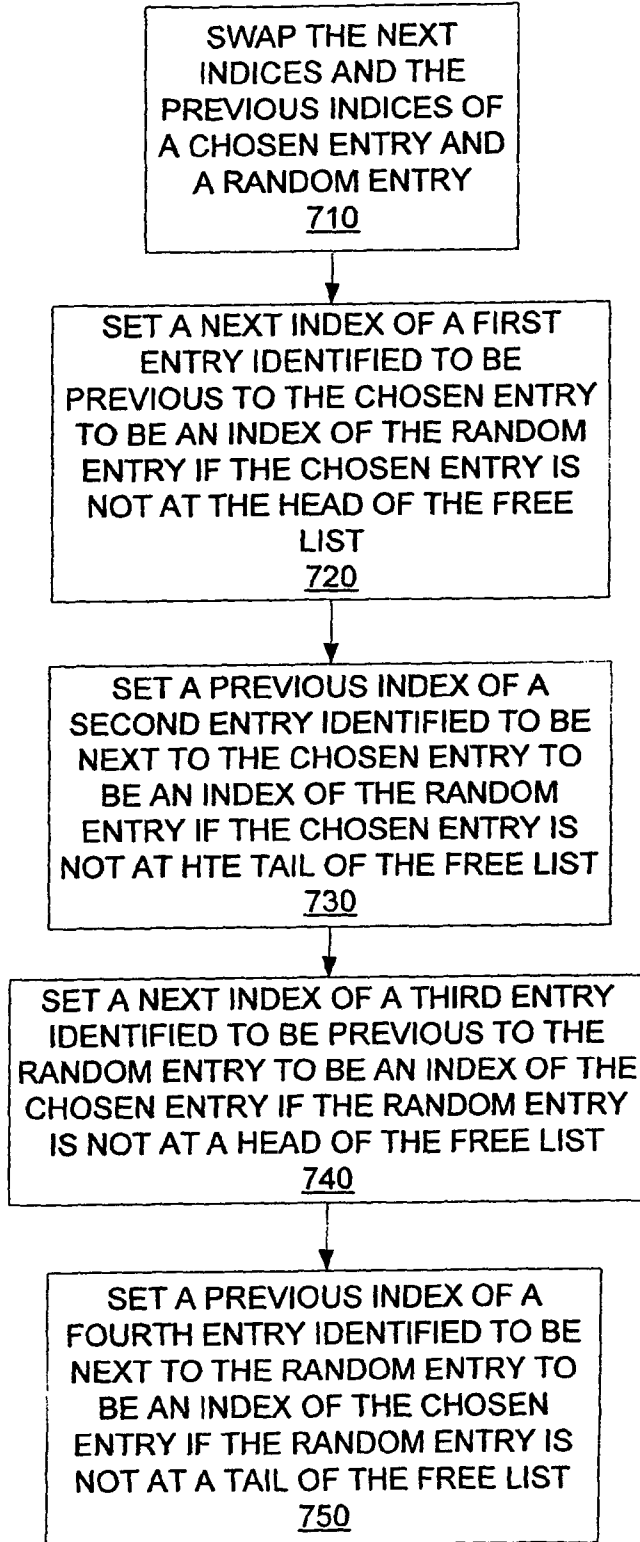 SWAP THE NEXT
INDICES AND THE
PREVIOUS INDICES OF
A CHOSEN ENTRY AND
A RANDOM ENTRY
710
SET A NEXT INDEX OF A FIRST
ENTRY IDENTIFIED TO BE
PREVIOUS TO THE CHOSEN ENTRY
TO BE AN INDEX OF THE RANDOM
ENTRY IF THE CHOSEN ENTRY IS
NOT AT THE HEAD OF THE FREE
LIST
720
SET A PREVIOUS INDEX OF A
SECOND ENTRY IDENTIFIED TO BE
NEXT TO THE CHOSEN ENTRY TO
BE AN INDEX OF THE RANDOM
ENTRY IF THE CHOSEN ENTRY IS
NOT AT HTE TAIL OF THE FREE LIST
730
SET A NEXT INDEX OF A THIRD ENTRY
IDENTIFIED TO BE PREVIOUS TO THE
RANDOM ENTRY TO BE AN INDEX OF THE
CHOSEN ENTRY IF THE RANDOM ENTRY
IS NOT AT A HEAD OF THE FREE LIST
740
SET A PREVIOUS INDEX OF A
FOURTH ENTRY IDENTIFIED TO BE
NEXT TO THE RANDOM ENTRY TO
BE AN INDEX OF THE CHOSEN
ENTRY IF THE RANDOM ENTRY IS
NOT AT A TAIL OF THE FREE LIST
750